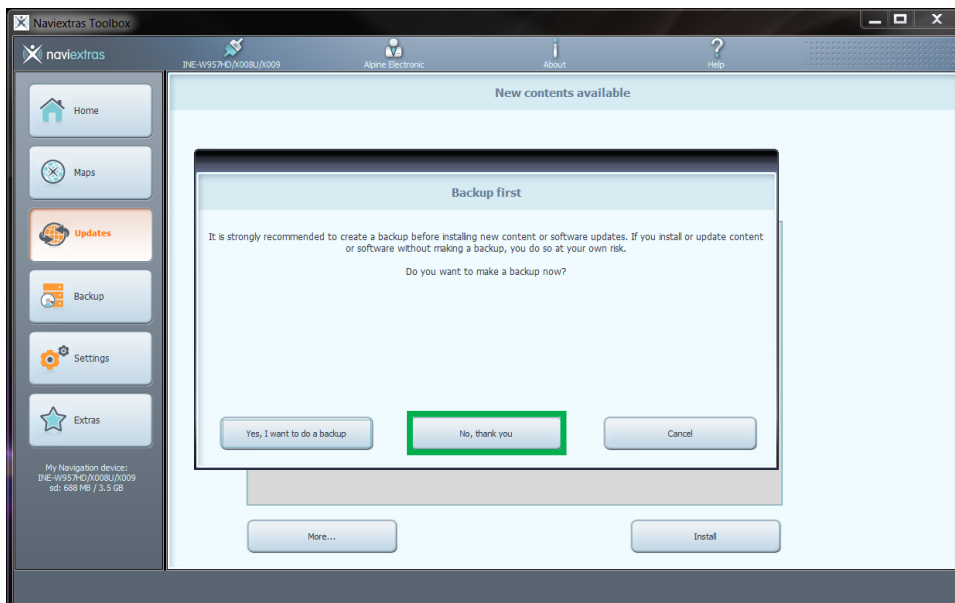 Naviextras Toolbox
naviextras
INE-W957HD/X008U/X009
Alpine Electronic
About
Help
New contents available
Home
Maps
Updates
Backup
Settings
Extras
My Navigation device:
INE-W957HD/X008U/X009
sd: 688 MB / 3.5 GB
Backup first
It is strongly recommended to create a backup before installing new content or software updates. If you install or update content
or software without making a backup, you do so at your own risk.
Do you want to make a backup now?
Yes, I want to do a backup
No, thank you
Cancel
More...
Install